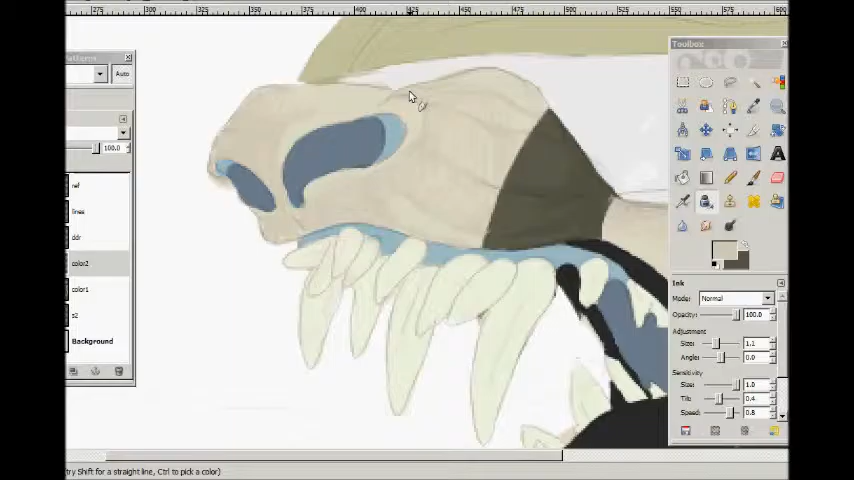 275 300 325 350 375 400 425 450 475 500 525 550 575 600
Toolbox
Auto
100.0
ref
lines
ddr
color2
color1
s2
Background
Ink
Mode: Normal
Opacity: 100.0
Adjustment
Size: 1.1
Angle: 0.0
Sensitivity
Size: 1.0
Tilt: 0.4
Speed: 0.8
try Shift for a straight line, Ctrl to pick a color)